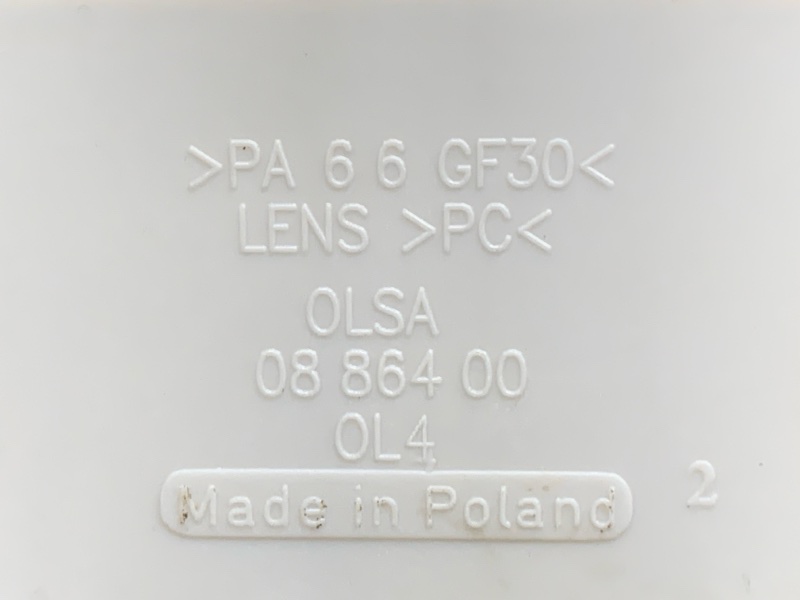 >PA 6 6 GF30<
LENS >PC<
OLSA
08 864 00
OL4
Made in Poland
2